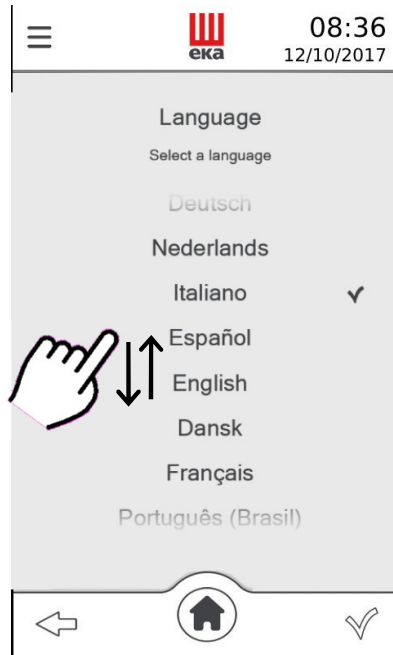 eka
08:36
12/10/2017
Language
Select a language
Deutsch
Nederlands
Italiano
Español
English
Dansk
Français
Português (Brasil)